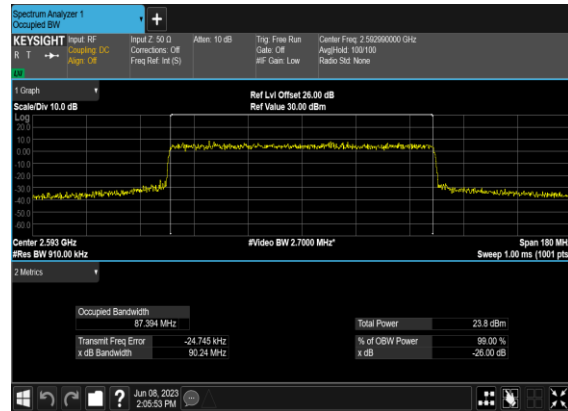 Spectrum Analyzer 1
Occupied BW
+
KEYSIGHT
R T
LW
Input: RF
Coupling: DC
Align: Off
Input Z: 50 Ω
Corrections: Off
Freq Ref: Int (S)
Atten: 10 dB
Trig: Free Run
Gate: Off
#IF Gain: Low
Center Freq: 2.592990000 GHz
Avg|Hold: 100/100
Radio Std: None
1 Graph
Scale/Div 10.0 dB
Ref Lvl Offset 26.00 dB
Ref Value 30.00 dBm
Log
20.0
10.0
0.00
-10.0
-20.0
-30.0
-40.0
-50.0
-60.0
Center 2.593 GHz
#Res BW 910.00 kHz
#Video BW 2.7000 MHz*
Span 180 MH
Sweep 1.00 ms (1001 pts
2 Metrics
Occupied Bandwidth
87.394 MHz
Transmit Freq Error -24.745 kHz
x dB Bandwidth 90.24 MHz
Total Power 23.8 dBm
% of OBW Power 99.00 %
x dB -26.00 dB
?
Jun 08, 2023
2:05:53 PM